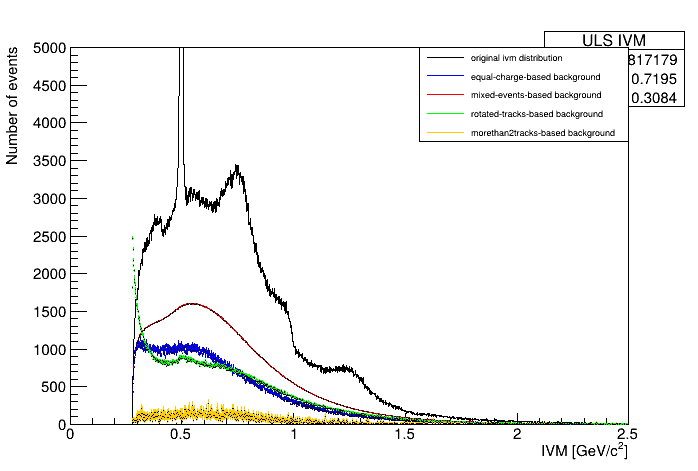 ULS IVM
817179
0.7195
0.3084
original ivm distribution
equal-charge-based background
mixed-events-based background
rotated-tracks-based background
morethan2tracks-based background
Number of events
5000
4500
4000
3500
3000
2500
2000
1500
1000
500
0
0
0.5
1
1.5
2
2.5
IVM [GeV/c²]